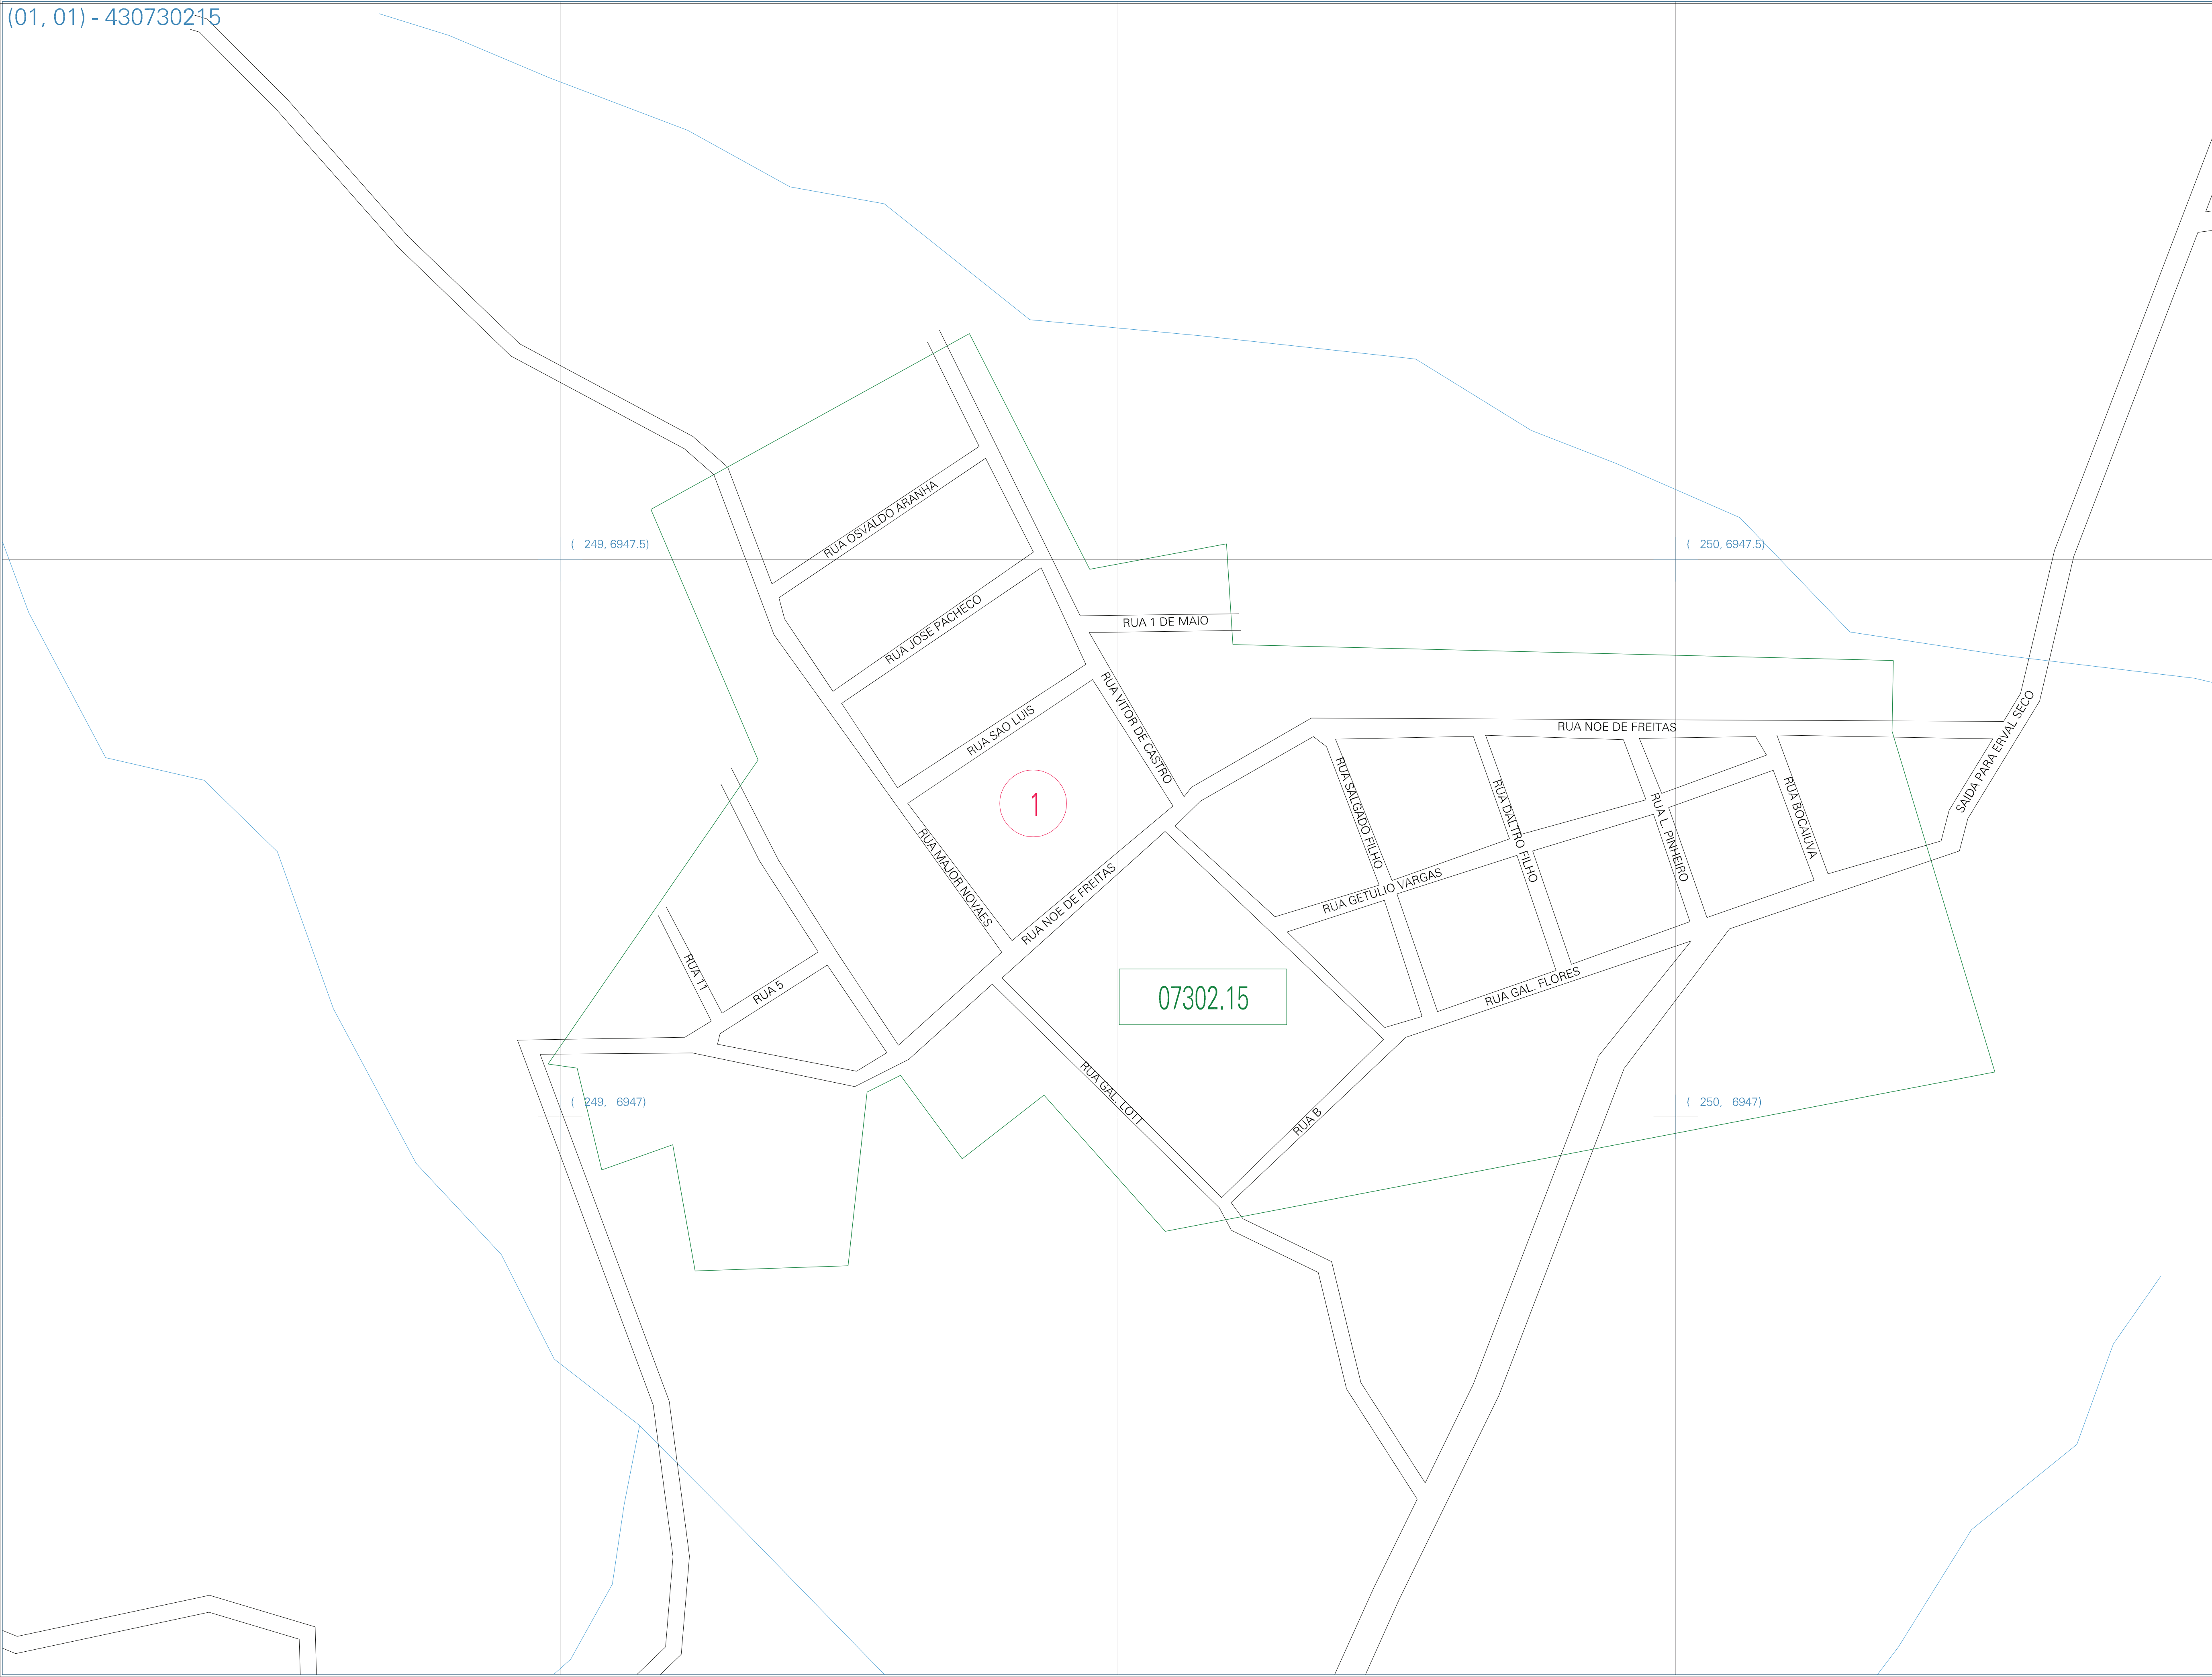 (01, 01) - 430730215
RUA OSVALDO ARANHA
( 249, 6947.5)
( 250, 6947.5)
RUA JOSE PACHECO
RUA 1 DE MAIO
RUA SAO LUIS
RUA VITOR DE CASTRO
RUA NOE DE FREITAS
SAIDA PARA ERVAL SECO
1
RUA SALGADO FILHO
RUA DALTRO FILHO
RUA L. PINHEIRO
RUA BOCAIUVA
RUA MAJOR NOVAES
RUA NOE DE FREITAS
RUA GETULIO VARGAS
RUA 11
RUA 5
07302.15
RUA GAL. FLORES
( 249, 6947)
RUA GAL. LOTT
RUA B
( 250, 6947)